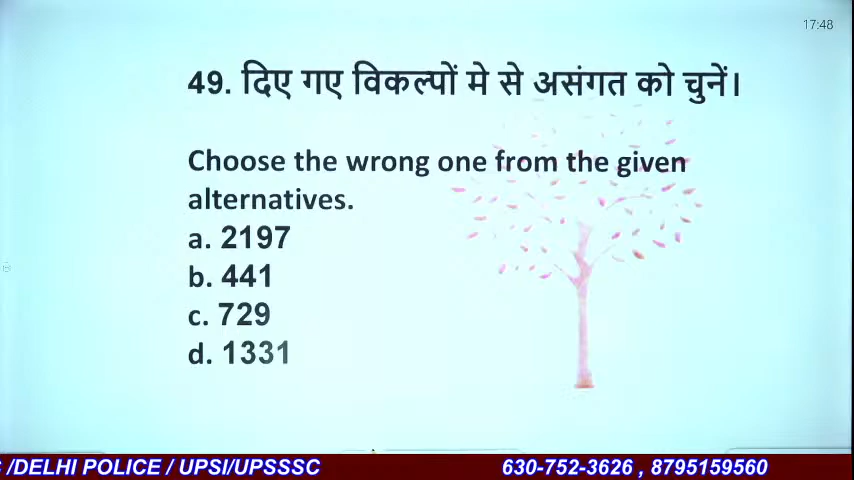 17:48
49. दिए गए विकल्पों मे से असंगत को चुनें।
Choose the wrong one from the given
alternatives.
a. 2197
b. 441
c. 729
d. 1331
/DELHI POLICE / UPSI/UPSSSC 630-752-3626 , 8795159560